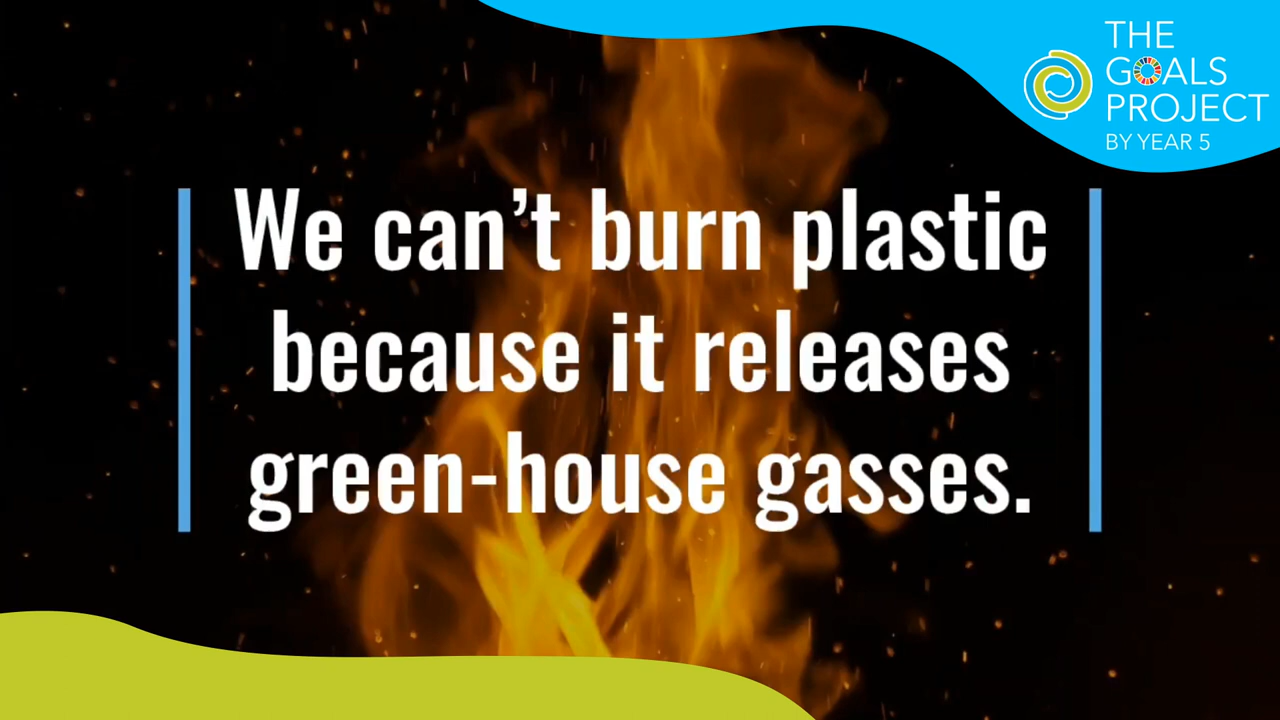 THE
GOALS
PROJECT
BY YEAR 5
We can’t burn plastic
because it releases
green-house gasses.